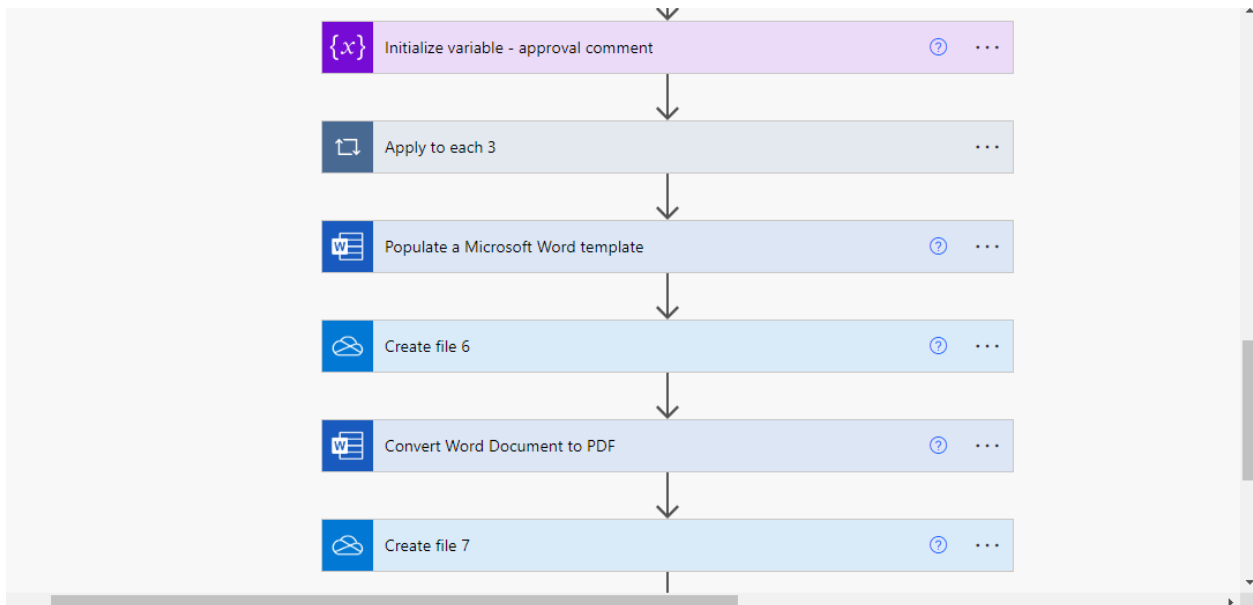 {x} Initialize variable - approval comment ? ...
Apply to each 3 ...
W Populate a Microsoft Word template ? ...
Create file 6 ? ...
W Convert Word Document to PDF ? ...
Create file 7 ? ...